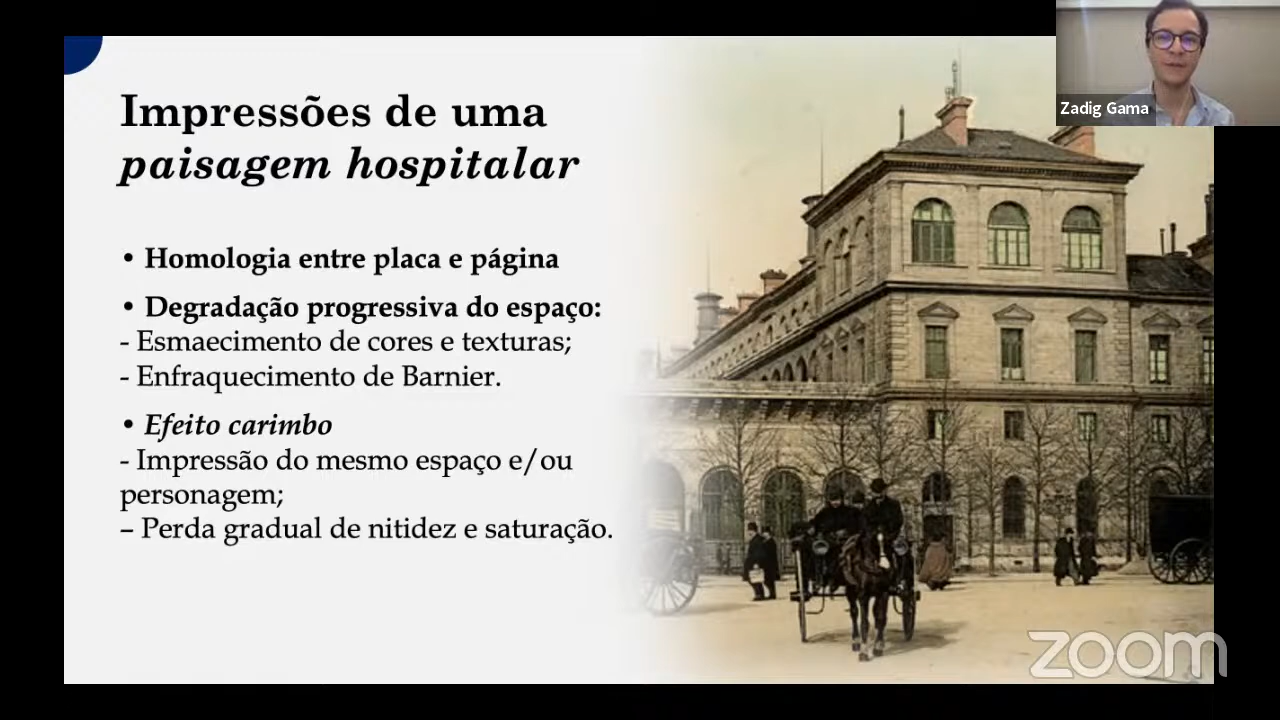 Impressões de uma
paisagem hospitalar
• Homologia entre placa e página
• Degradação progressiva do espaço:
- Esmaecimento de cores e texturas;
- Enfraquecimento de Barnier.
• Efeito carimbo
- Impressão do mesmo espaço e/ou
personagem;
– Perda gradual de nitidez e saturação.
Zadig Gama
zoom